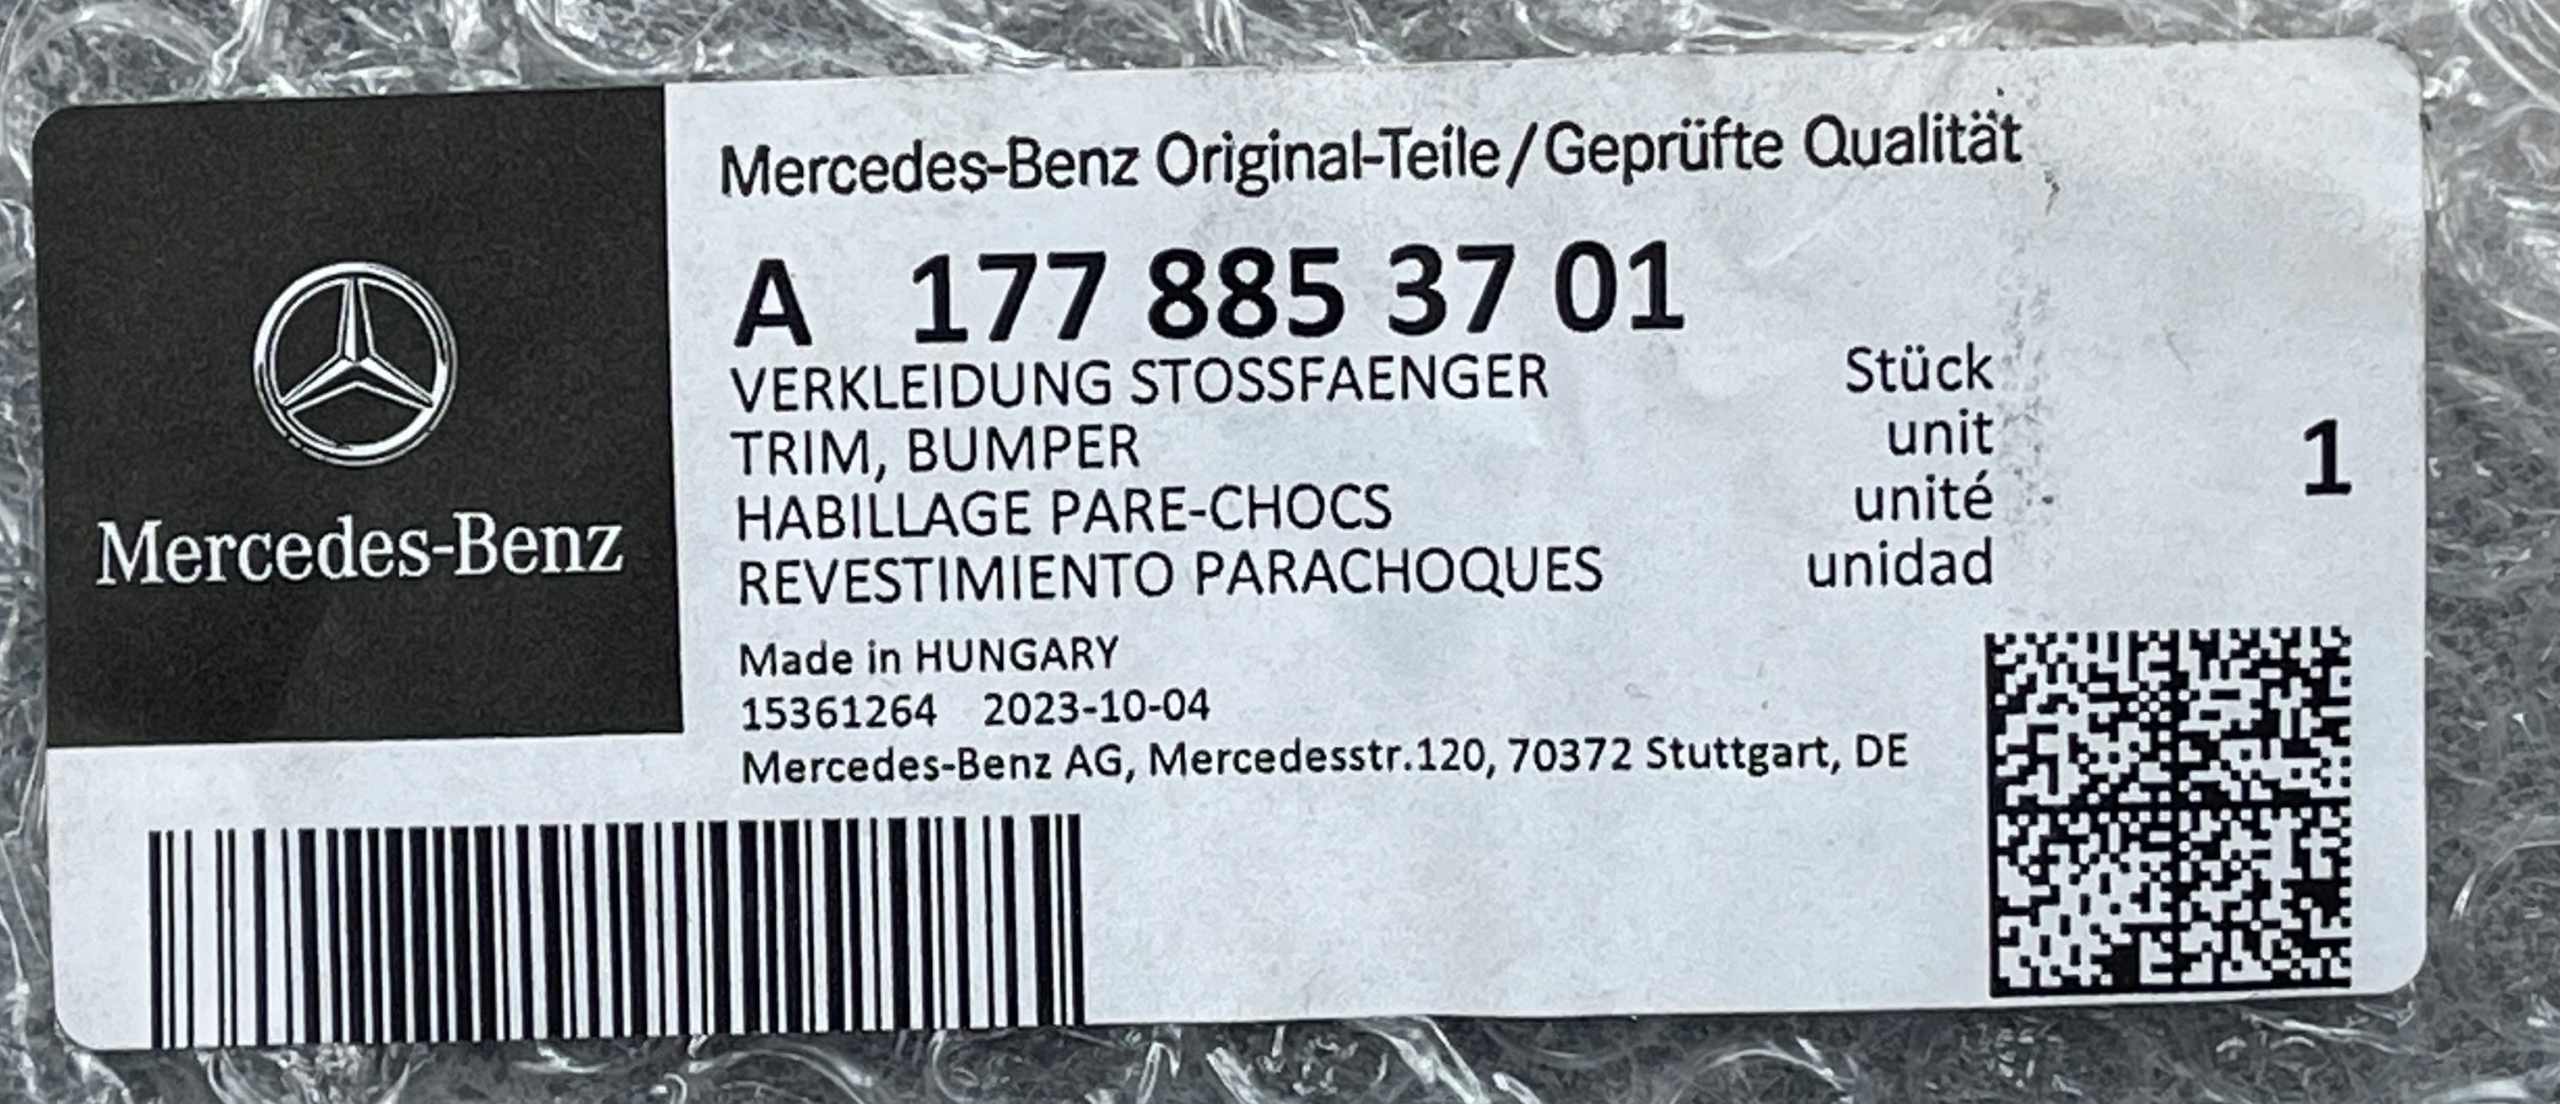 Mercedes-Benz
Mercedes-Benz Original-Teile/Geprüfte Qualität
A 177 885 37 01
VERKLEIDUNG STOSSFAENGER
TRIM, BUMPER
HABILLAGE PARE-CHOCS
REVESTIMIENTO PARACHOQUES
Stück
unit
unité
unidad
1
Made in HUNGARY
15361264 2023-10-04
Mercedes-Benz AG, Mercedesstr.120, 70372 Stuttgart, DE